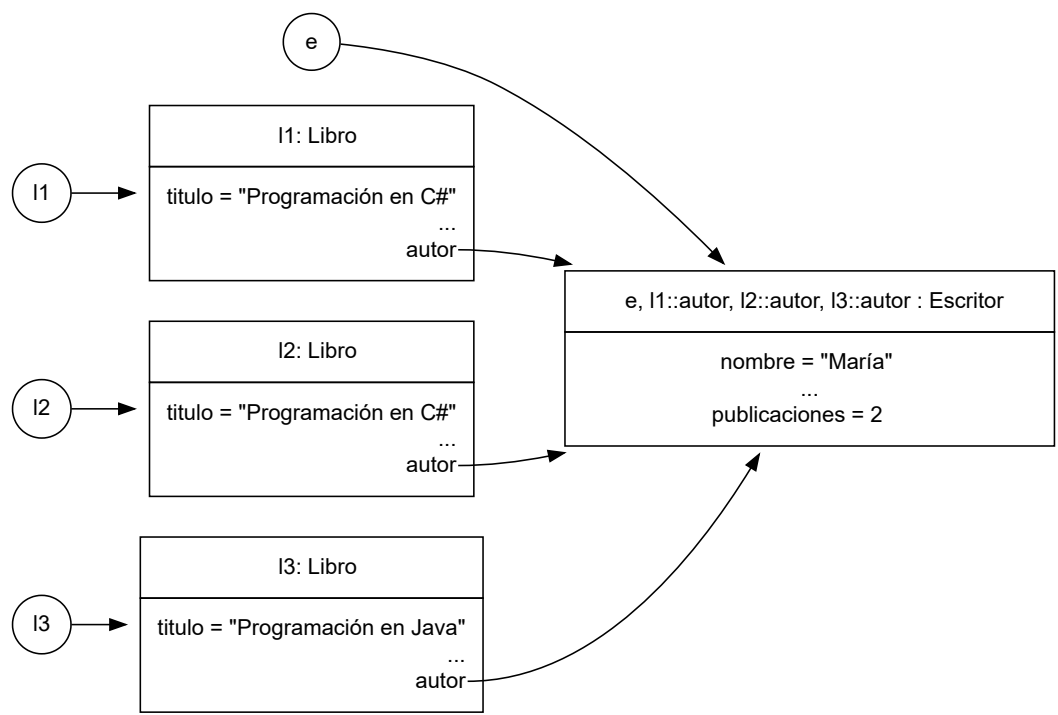 e
l1
l1: Libro
titulo = "Programación en C#"
...
autor
e, l1::autor, l2::autor, l3::autor : Escritor
nombre = "María"
...
publicaciones = 2
l2
l2: Libro
titulo = "Programación en C#"
...
autor
l3
l3: Libro
titulo = "Programación en Java"
...
autor